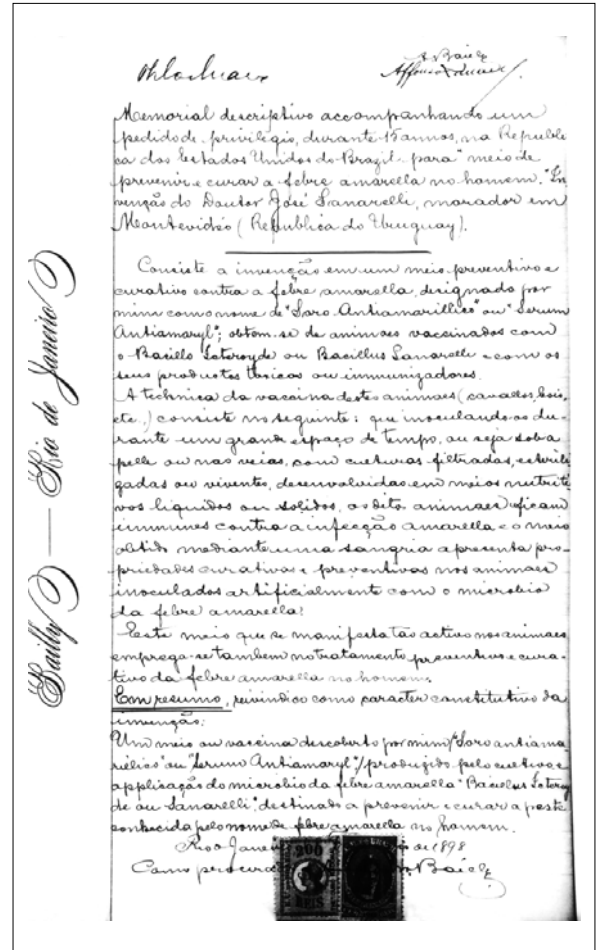 A Baiely
Memorial descriptivo accompanhando um
pedido de privilegio, durante 15 annos, na Republi
ca dos Estados Unidos do Brazil para "meio de
prevenir e curar a febre amarella no homem." In
venção do Doutor José Sanarelli, morador em
Montevidéo (Republica do Uruguay).
Consiste a invenção em um meio preventivo e
curativo contra a febre amarella, designado por
mim com o nome de "Soro Antiamarillico" ou "Serum
Antiamaryl"; obtem-se de animaes vaccinados com
o Bacillo Icteroyde ou Bacillus Sanarelli e com os
seus productos toxicos ou immunizadores.
A technica da vaccina destes animaes (cavallos, bois,
etc.) consiste no seguinte: que inoculando-os du-
rante um grande espaço de tempo, ou seja sob a
pelle ou nas veias, com culturas filtradas, esterili
zadas ou viventes, desenvolvidas em meios nutriti
vos liquidos ou solidos, os ditos animaes ficam
immunes contra a infecção amarella e o meio
obtido mediante uma sangria apresenta pro-
priedades curativas e preventivas nos animaes
inoculados artificialmente com o microbio
da febre amarella.
Este meio que se manifesta tão activo nos animaes
emprega-se tambem no tratamento preventivo e cura-
tivo da febre amarella no homem.
Em resumo, reivindico como caracter constitutivo da
invenção:
Um meio ou vaccina descoberto por mim ("Soro antiama
rillico" ou "Serum Antiamaryl") produzido pelo cultivo e
applicação do microbio da febre amarella "Bacillus Icteroy
de ou Sanarelli", destinado a prevenir e curar a peste
conhecida pelo nome de febre amarella no homem.
Rio de Janeiro de 1898
Como procurador
200
REIS
Rio de Janeiro